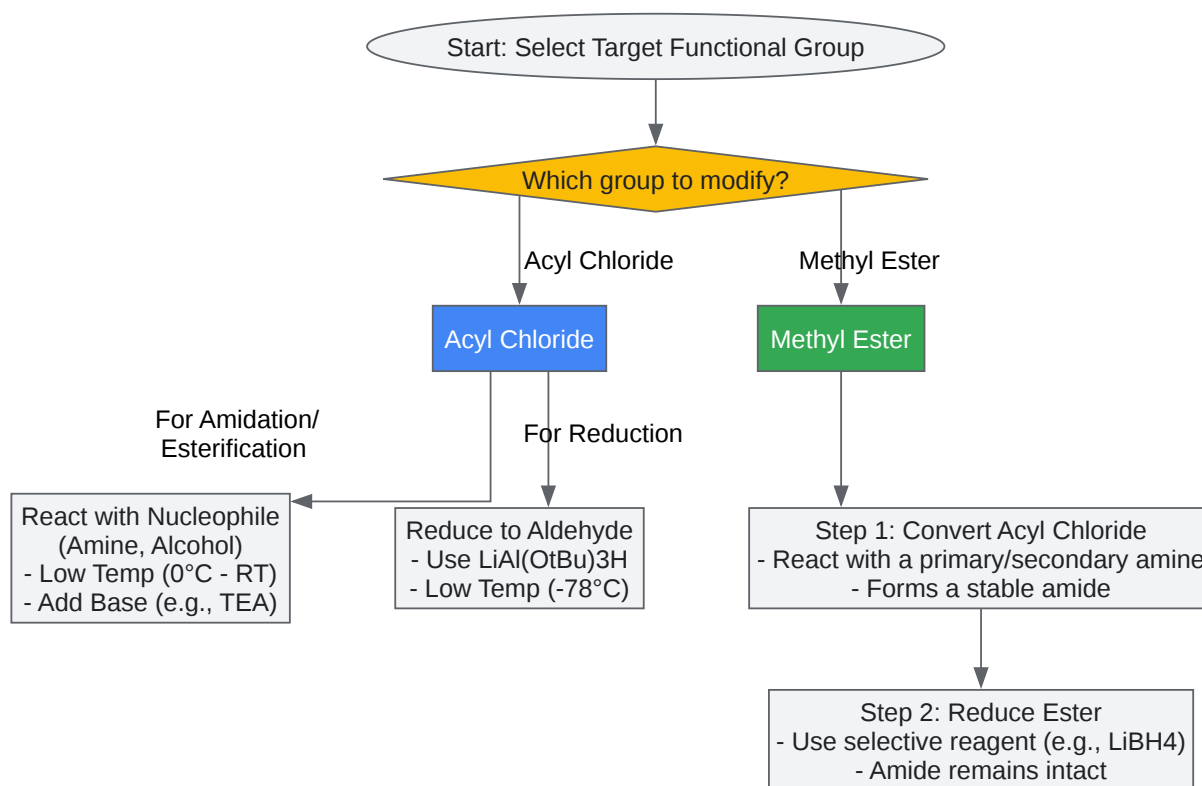 Start: Select Target Functional Group
Which group to modify?
Acyl Chloride
Methyl Ester
Acyl Chloride
Methyl Ester
For Amidation/
Esterification
For Reduction
React with Nucleophile
(Amine, Alcohol)
- Low Temp (0°C - RT)
- Add Base (e.g., TEA)
Reduce to Aldehyde
- Use LiAl(OtBu)3H
- Low Temp (-78°C)
Step 1: Convert Acyl Chloride
- React with a primary/secondary amine
- Forms a stable amide
Step 2: Reduce Ester
- Use selective reagent (e.g., LiBH4)
- Amide remains intact